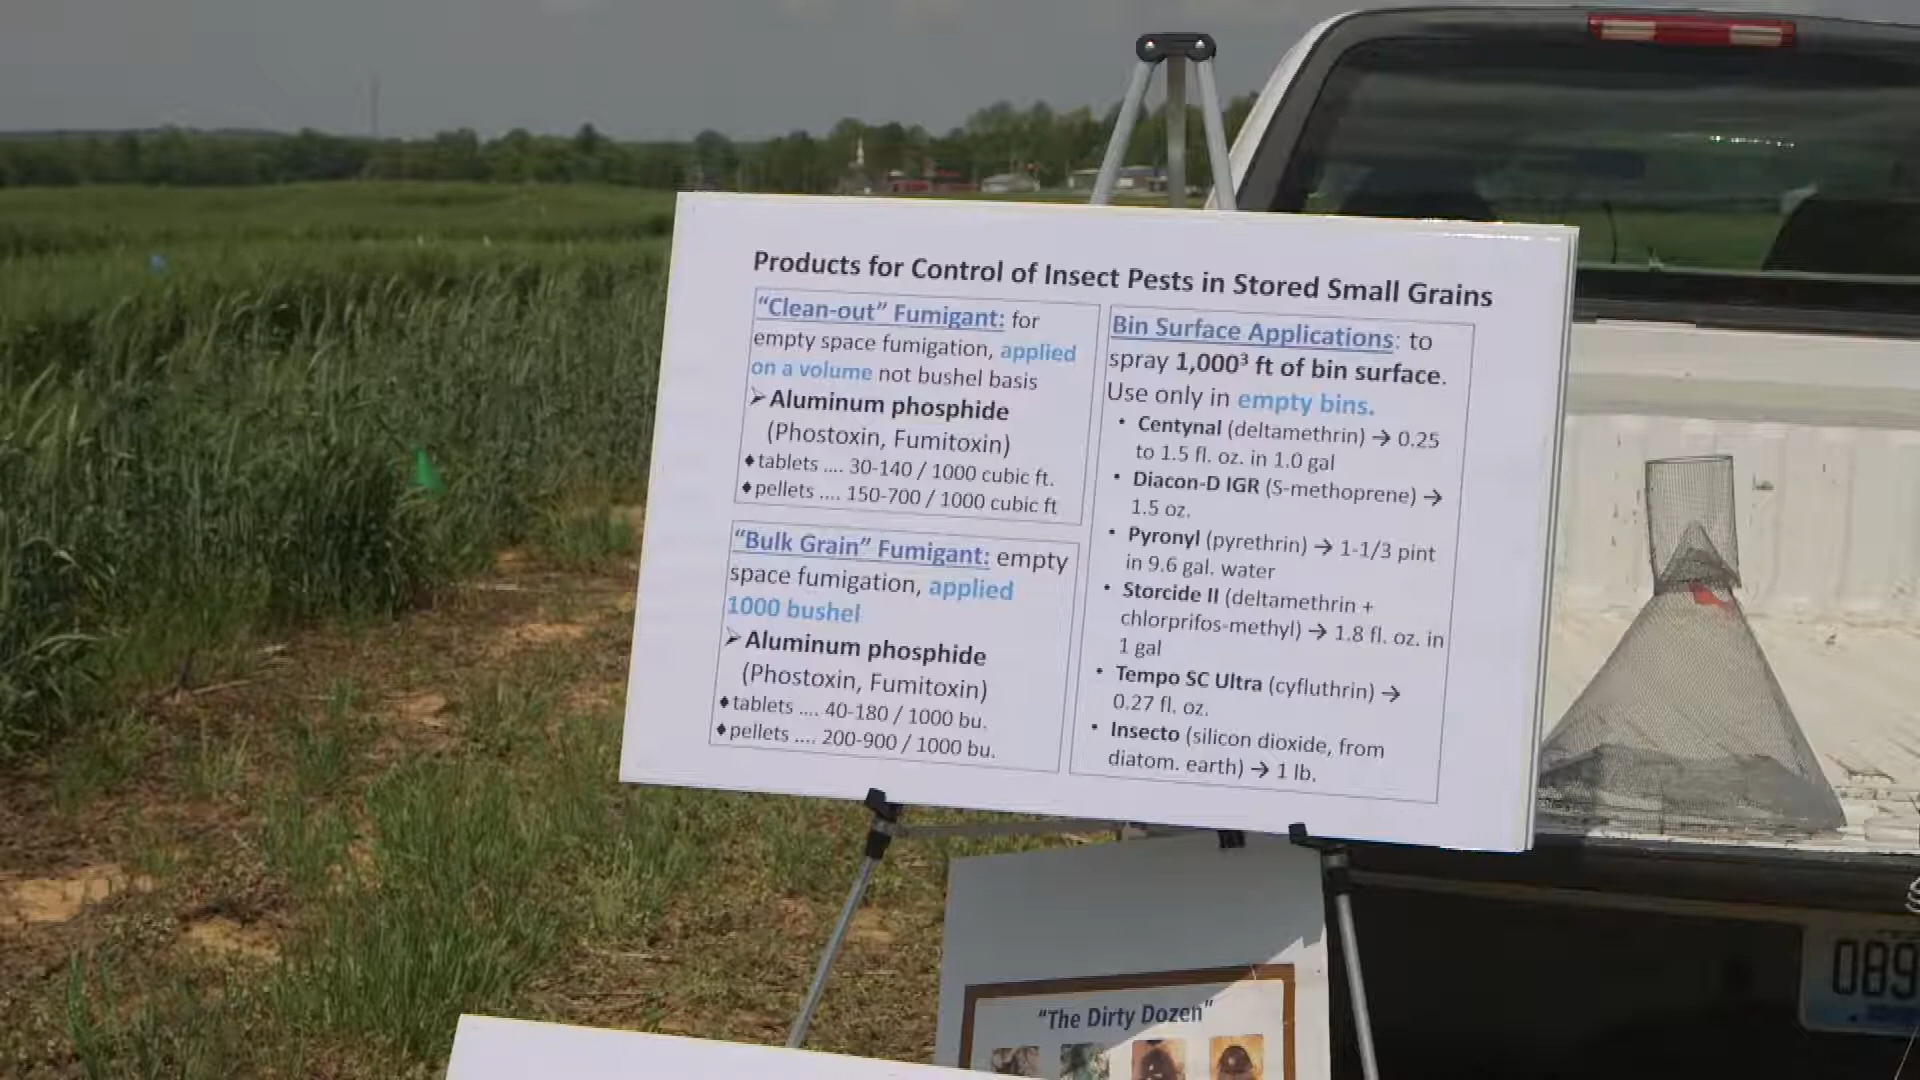 Products for Control of Insect Pests in Stored Small Grains
“Clean-out” Fumigant: for
empty space fumigation, applied
on a volume not bushel basis
➢ Aluminum phosphide
(Phostoxin, Fumitoxin)
♦ tablets .... 30-140 / 1000 cubic ft.
♦ pellets .... 150-700 / 1000 cubic ft
“Bulk Grain” Fumigant: empty
space fumigation, applied
1000 bushel
➢ Aluminum phosphide
(Phostoxin, Fumitoxin)
♦ tablets .... 40-180 / 1000 bu.
♦ pellets .... 200-900 / 1000 bu.
Bin Surface Applications: to
spray 1,000³ ft of bin surface.
Use only in empty bins.
• Centynal (deltamethrin) → 0.25
to 1.5 fl. oz. in 1.0 gal
• Diacon-D IGR (S-methoprene) →
1.5 oz.
• Pyronyl (pyrethrin) → 1-1/3 pint
in 9.6 gal. water
• Storcide II (deltamethrin +
chlorprifos-methyl) → 1.8 fl. oz. in
1 gal
• Tempo SC Ultra (cyfluthrin) →
0.27 fl. oz.
• Insecto (silicon dioxide, from
diatom. earth) → 1 lb.
“The Dirty Dozen”
089